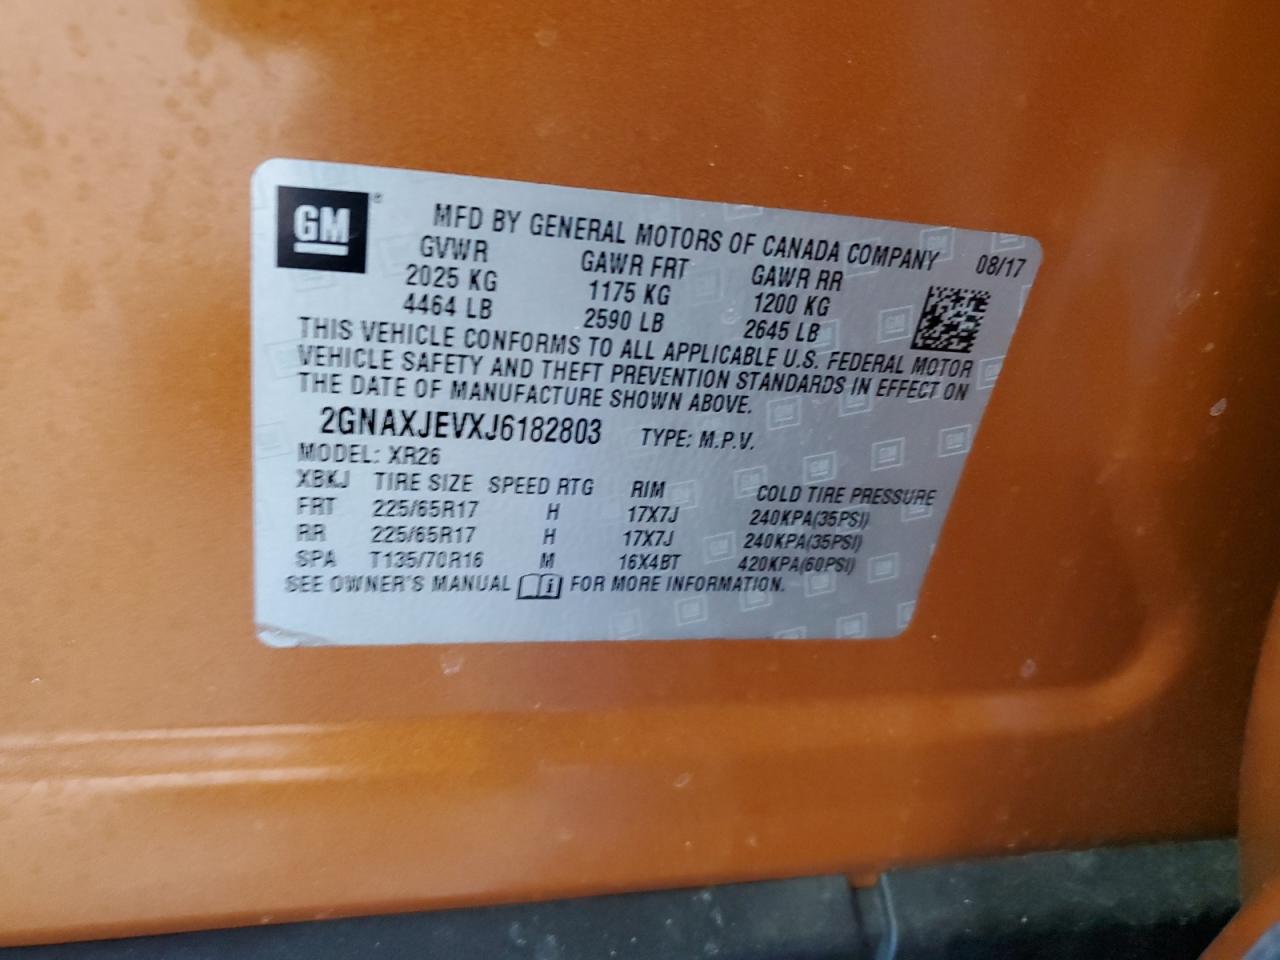 GM ®
MFD BY GENERAL MOTORS OF CANADA COMPANY 08/17
GVWR GAWR FRT GAWR RR
2025 KG 1175 KG 1200 KG
4464 LB 2590 LB 2645 LB
THIS VEHICLE CONFORMS TO ALL APPLICABLE U.S. FEDERAL MOTOR
VEHICLE SAFETY AND THEFT PREVENTION STANDARDS IN EFFECT ON
THE DATE OF MANUFACTURE SHOWN ABOVE.
2GNAXJEVXJ6182803 TYPE: M.P.V.
MODEL: XR26
XBKJ TIRE SIZE SPEED RTG RIM COLD TIRE PRESSURE
FRT 225/65R17 H 17X7J 240KPA(35PSI)
RR 225/65R17 H 17X7J 240KPA(35PSI)
SPA T135/70R16 M 16X4BT 420KPA(60PSI)
SEE OWNER'S MANUAL i FOR MORE INFORMATION.